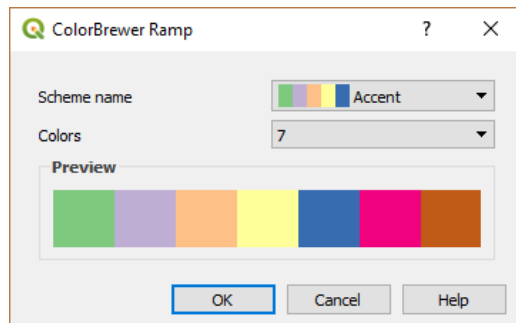 ColorBrewer Ramp ?
Scheme name Accent
Colors 7
Preview
OK Cancel Help